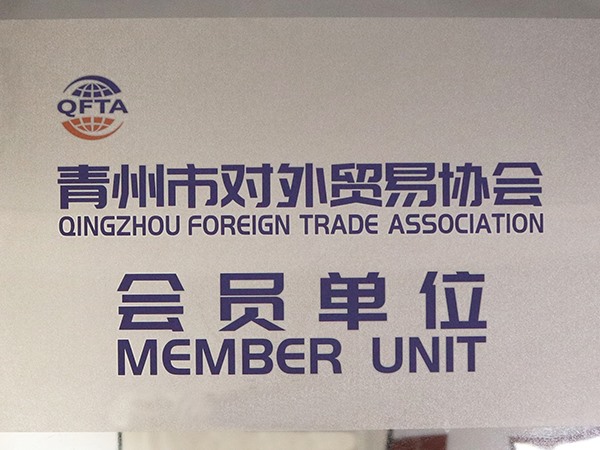 QFTA
青州市对外贸易协会
QINGZHOU FOREIGN TRADE ASSOCIATION
会员单位
MEMBER UNIT